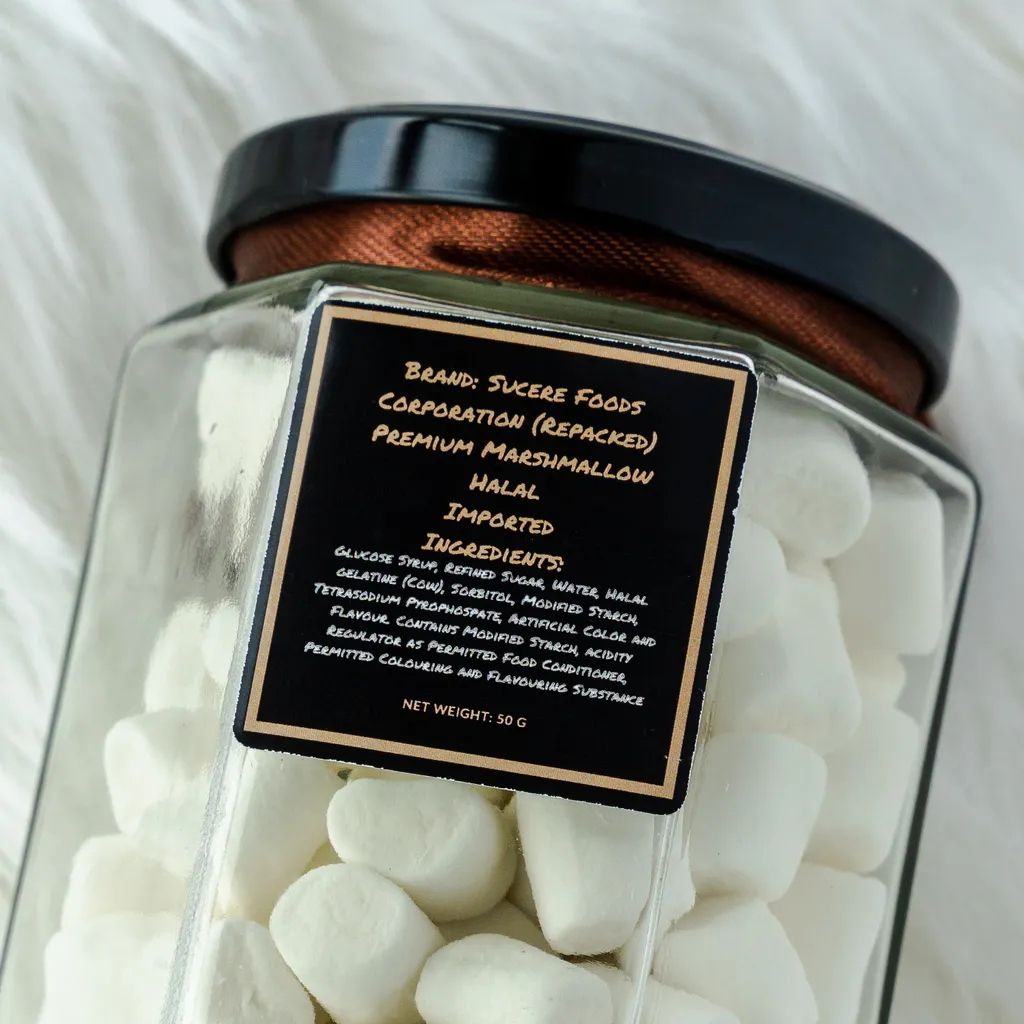 Brand: Sucere Foods
Corporation (Repacked)
Premium Marshmallow
Halal
Imported
Ingredients:
Glucose Syrup, Refined Sugar, Water, Halal
gelatine (Cow), Sorbitol, Modified Starch,
Tetrasodium Pyrophospate, Artificial Color and
Flavour Contains Modified Starch, acidity
Regulator as Permitted Food Conditioner,
Permitted Colouring and Flavouring Substance
NET WEIGHT: 50 G